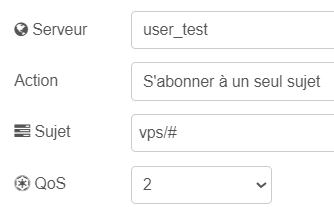 Serveur user_test
Action S'abonner à un seul sujet
Sujet vps/#
QoS 2